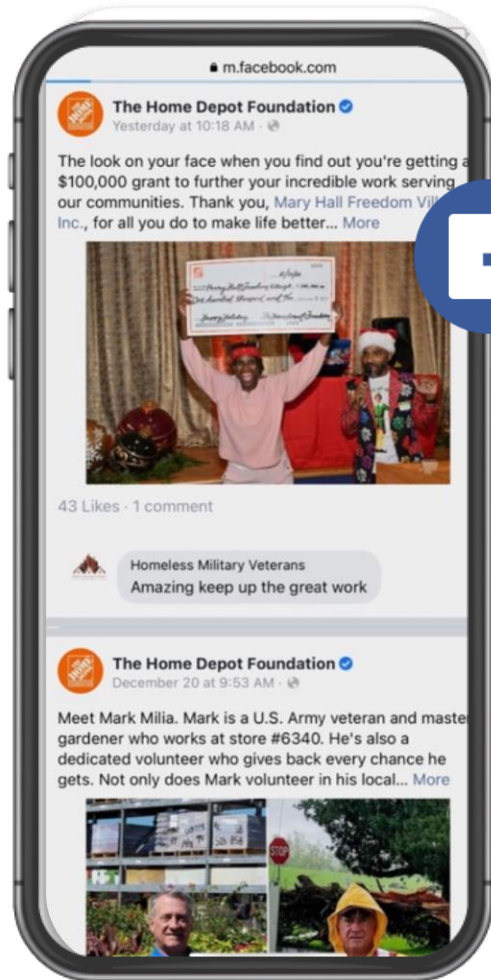 m.facebook.com
The Home Depot Foundation
Yesterday at 10:18 AM ·
The look on your face when you find out you're getting a
$100,000 grant to further your incredible work serving
our communities. Thank you, Mary Hall Freedom Vill
Inc., for all you do to make life better... More
43 Likes · 1 comment
Homeless Military Veterans
Amazing keep up the great work
The Home Depot Foundation
December 20 at 9:53 AM ·
Meet Mark Milia. Mark is a U.S. Army veteran and maste
gardener who works at store #6340. He's also a
dedicated volunteer who gives back every chance he
gets. Not only does Mark volunteer in his local... More
STOP